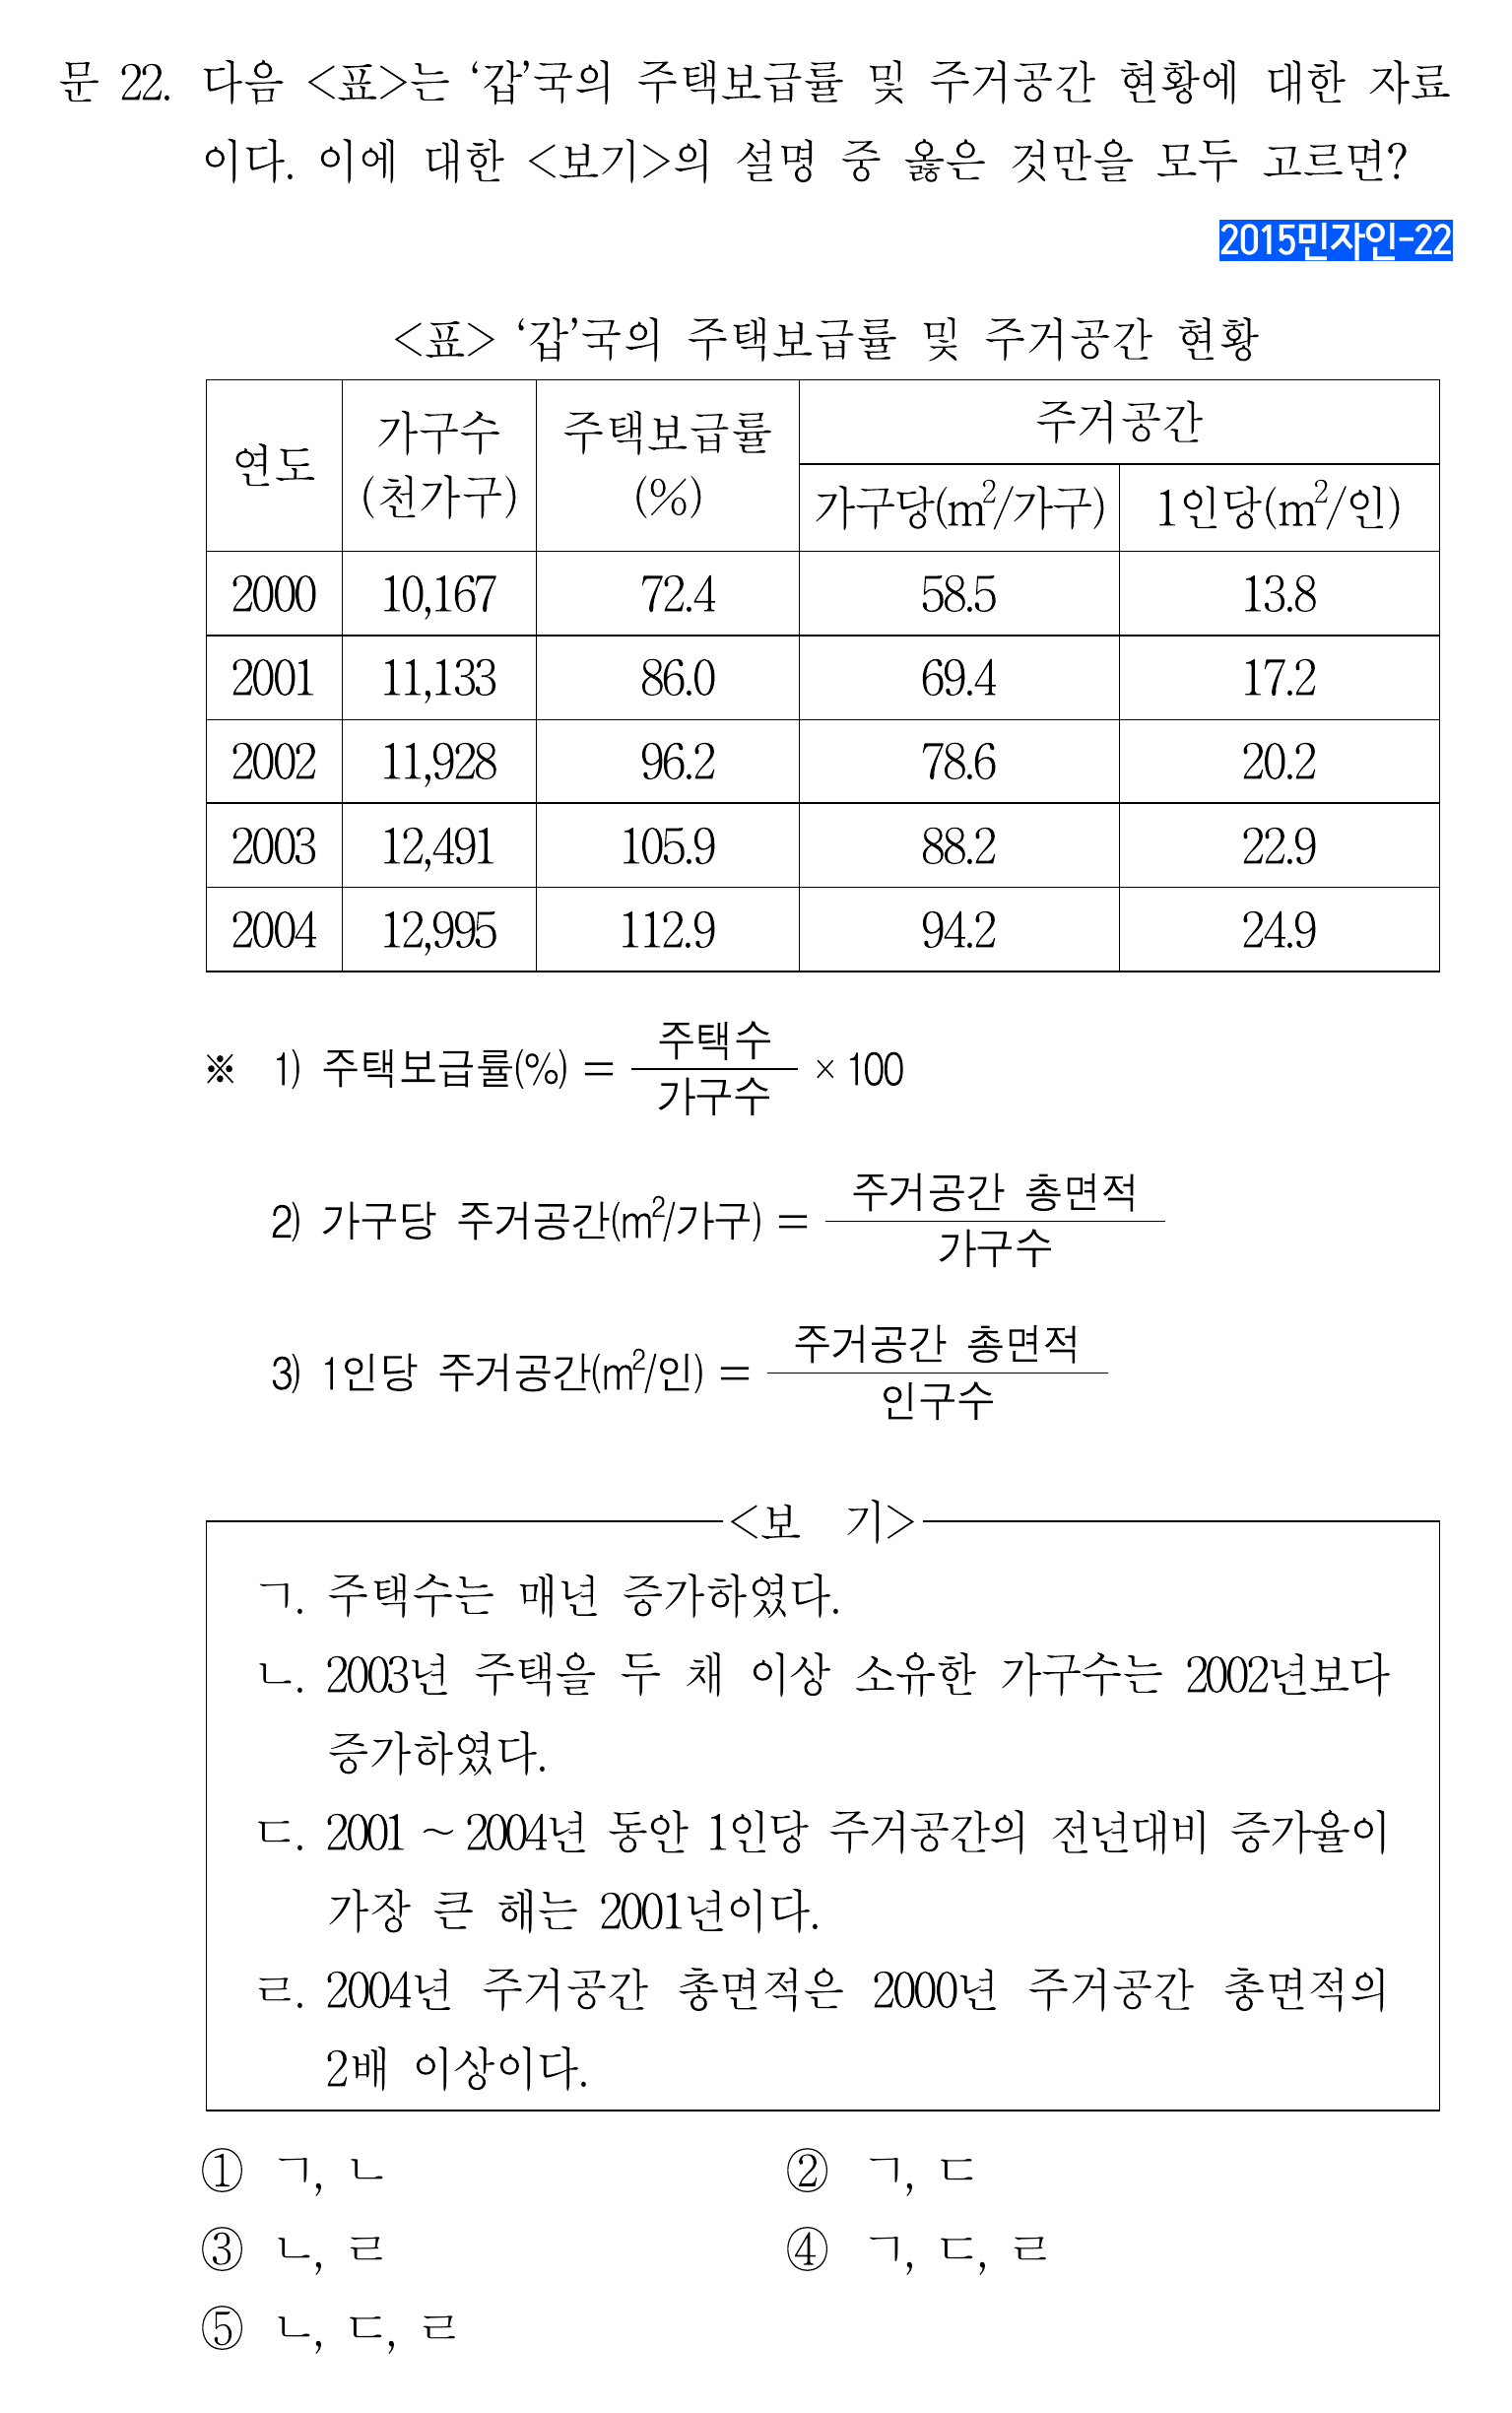 문 22. 다음 <표>는 ‘갑’국의 주택보급률 및 주거공간 현황에 대한 자료
이다. 이에 대한 <보기>의 설명 중 옳은 것만을 모두 고르면?
2015민자인-22
<표> ‘갑’국의 주택보급률 및 주거공간 현황
연도 가구수 (천가구) 주택보급률 (%) 주거공간
가구당(m²/가구) 1인당(m²/인)
2000 10,167 72.4 58.5 13.8
2001 11,133 86.0 69.4 17.2
2002 11,928 96.2 78.6 20.2
2003 12,491 105.9 88.2 22.9
2004 12,995 112.9 94.2 24.9
※ 1) 주택보급률(%) = 주택수 / 가구수 × 100
2) 가구당 주거공간(m²/가구) = 주거공간 총면적 / 가구수
3) 1인당 주거공간(m²/인) = 주거공간 총면적 / 인구수
<보 기>
ㄱ. 주택수는 매년 증가하였다.
ㄴ. 2003년 주택을 두 채 이상 소유한 가구수는 2002년보다
증가하였다.
ㄷ. 2001 ~ 2004년 동안 1인당 주거공간의 전년대비 증가율이
가장 큰 해는 2001년이다.
ㄹ. 2004년 주거공간 총면적은 2000년 주거공간 총면적의
2배 이상이다.
① ㄱ, ㄴ ② ㄱ, ㄷ
③ ㄴ, ㄹ ④ ㄱ, ㄷ, ㄹ
⑤ ㄴ, ㄷ, ㄹ